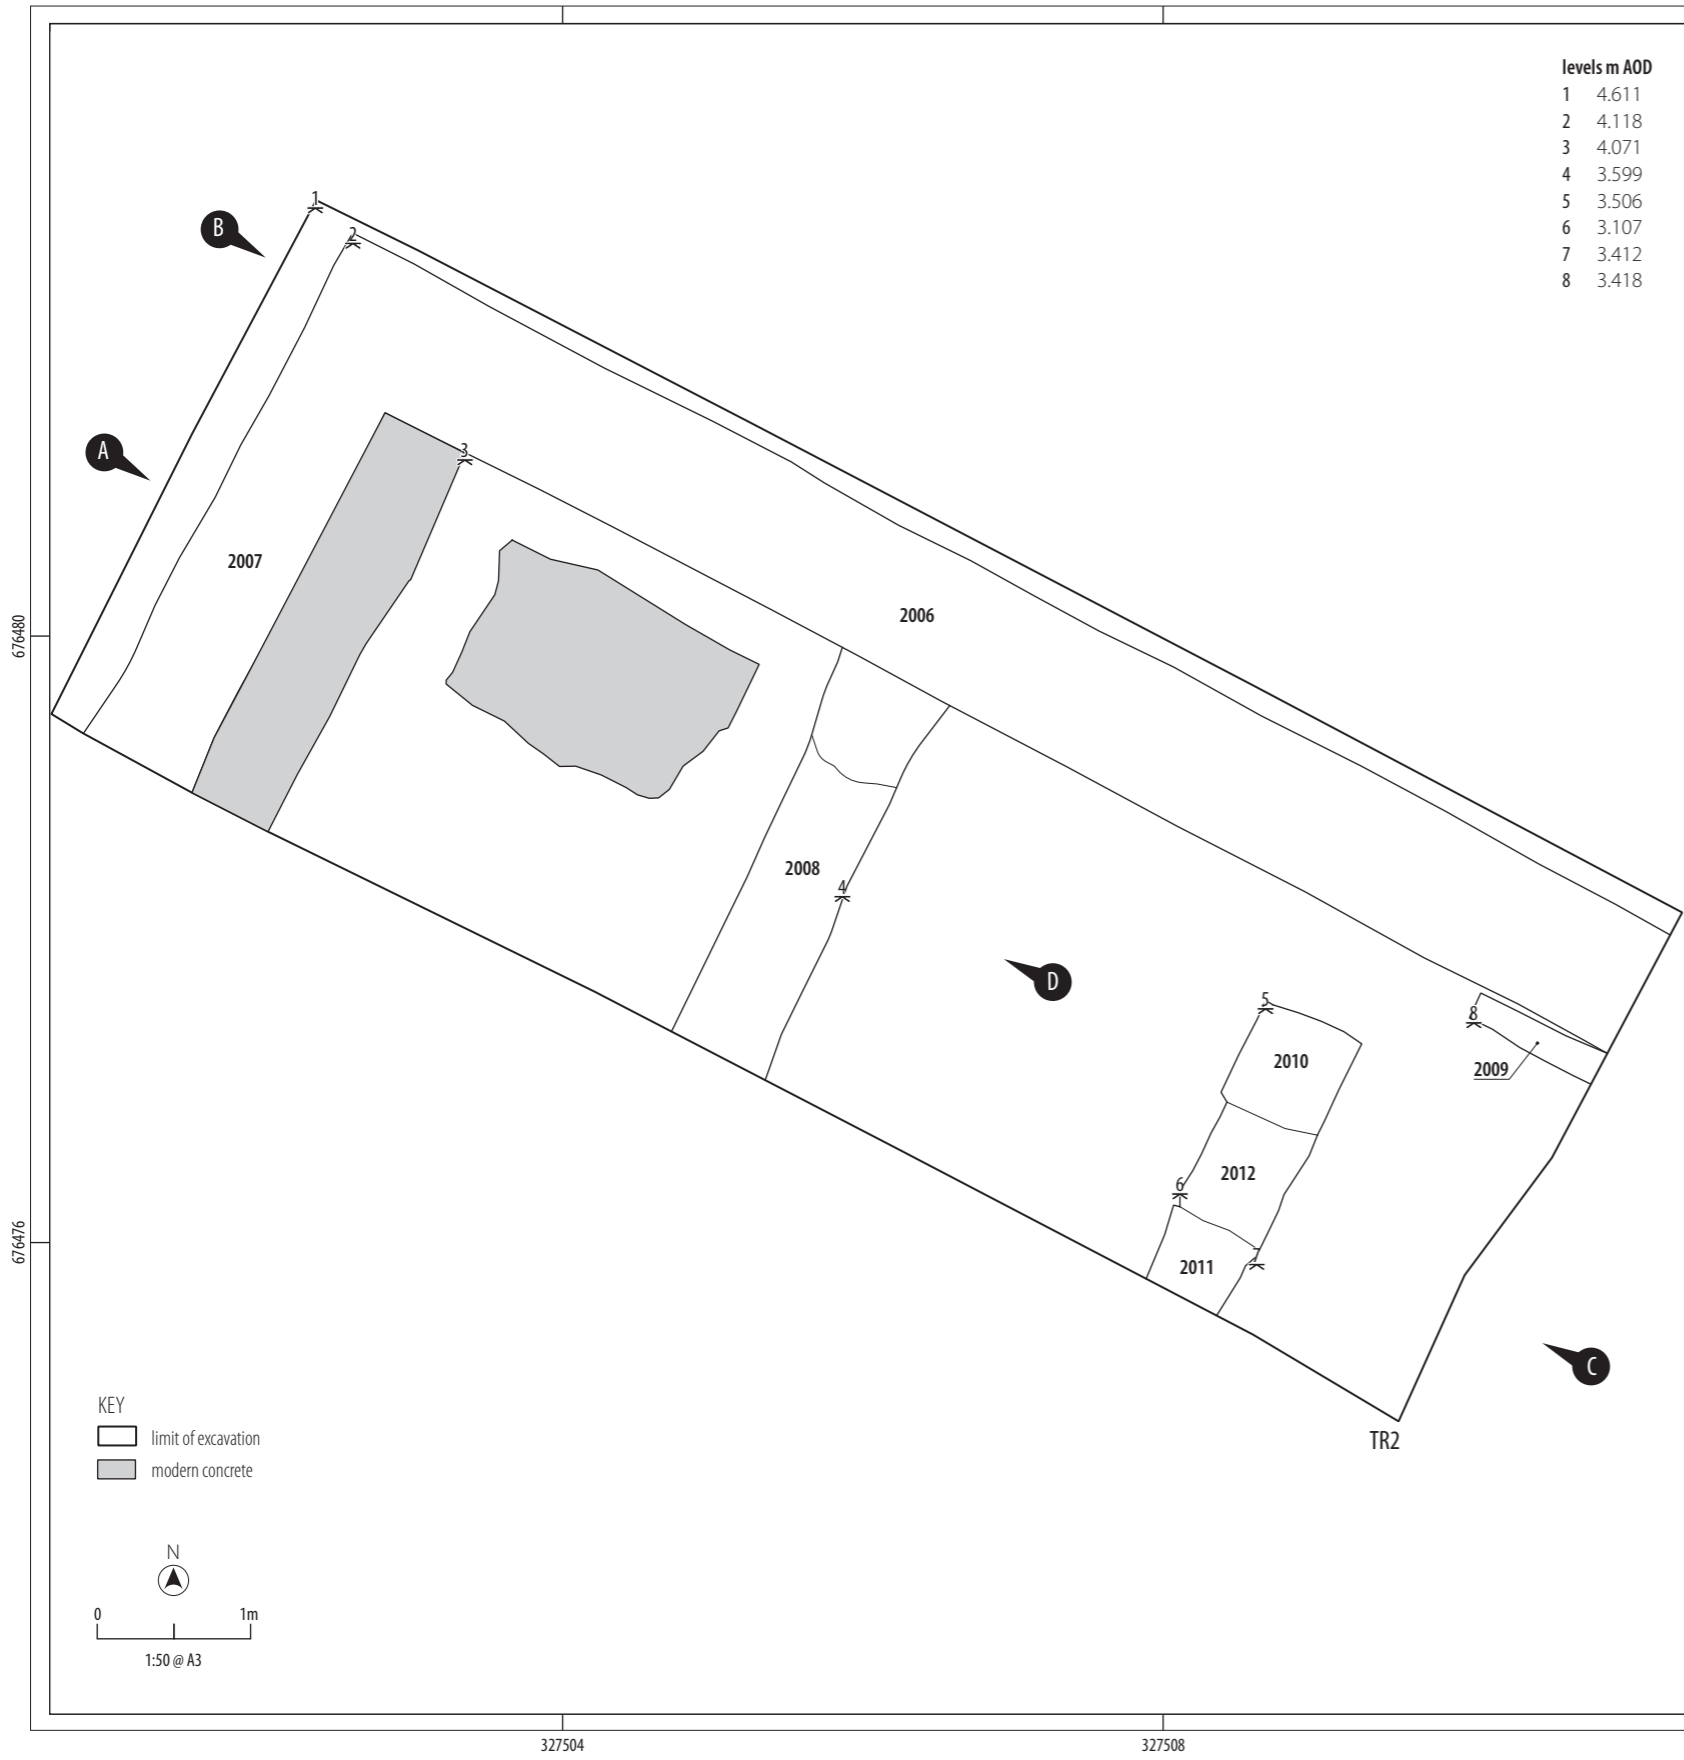 levels m AOD
1 4.611
2 4.118
3 4.071
4 3.599
5 3.506
6 3.107
7 3.412
8 3.418
1
B
2
A
3
2007
2006
676480
2008
4
D
5
8
2010
2009
2012
6
676476
7
2011
C
KEY
limit of excavation
TR2
modern concrete
N
0 1m
1:50 @ A3
327504 327508